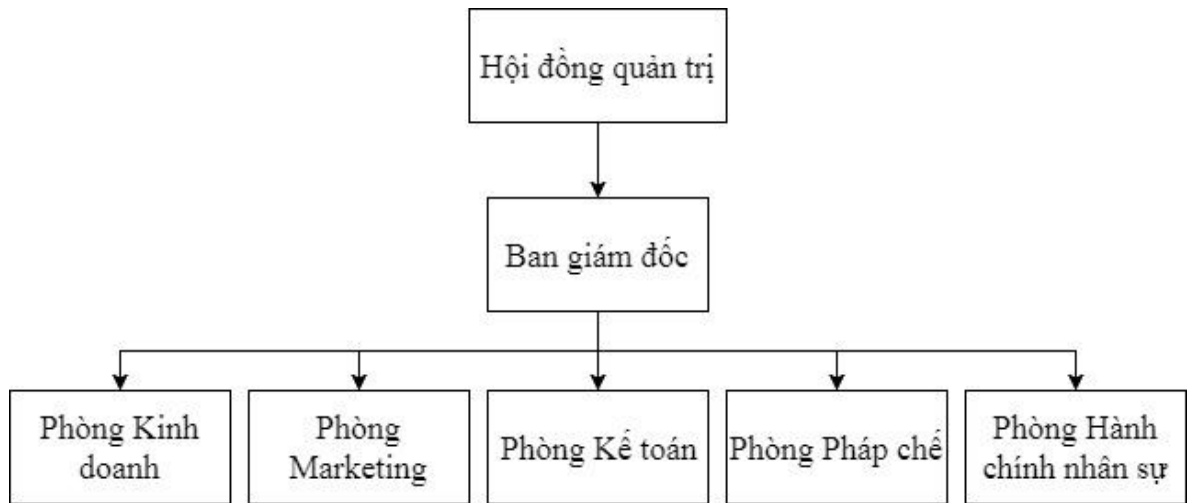 Hội đồng quản trị
Ban giám đốc
Phòng Kinh
doanh
Phòng
Marketing
Phòng Kế toán
Phòng Pháp chế
Phòng Hành
chính nhân sự